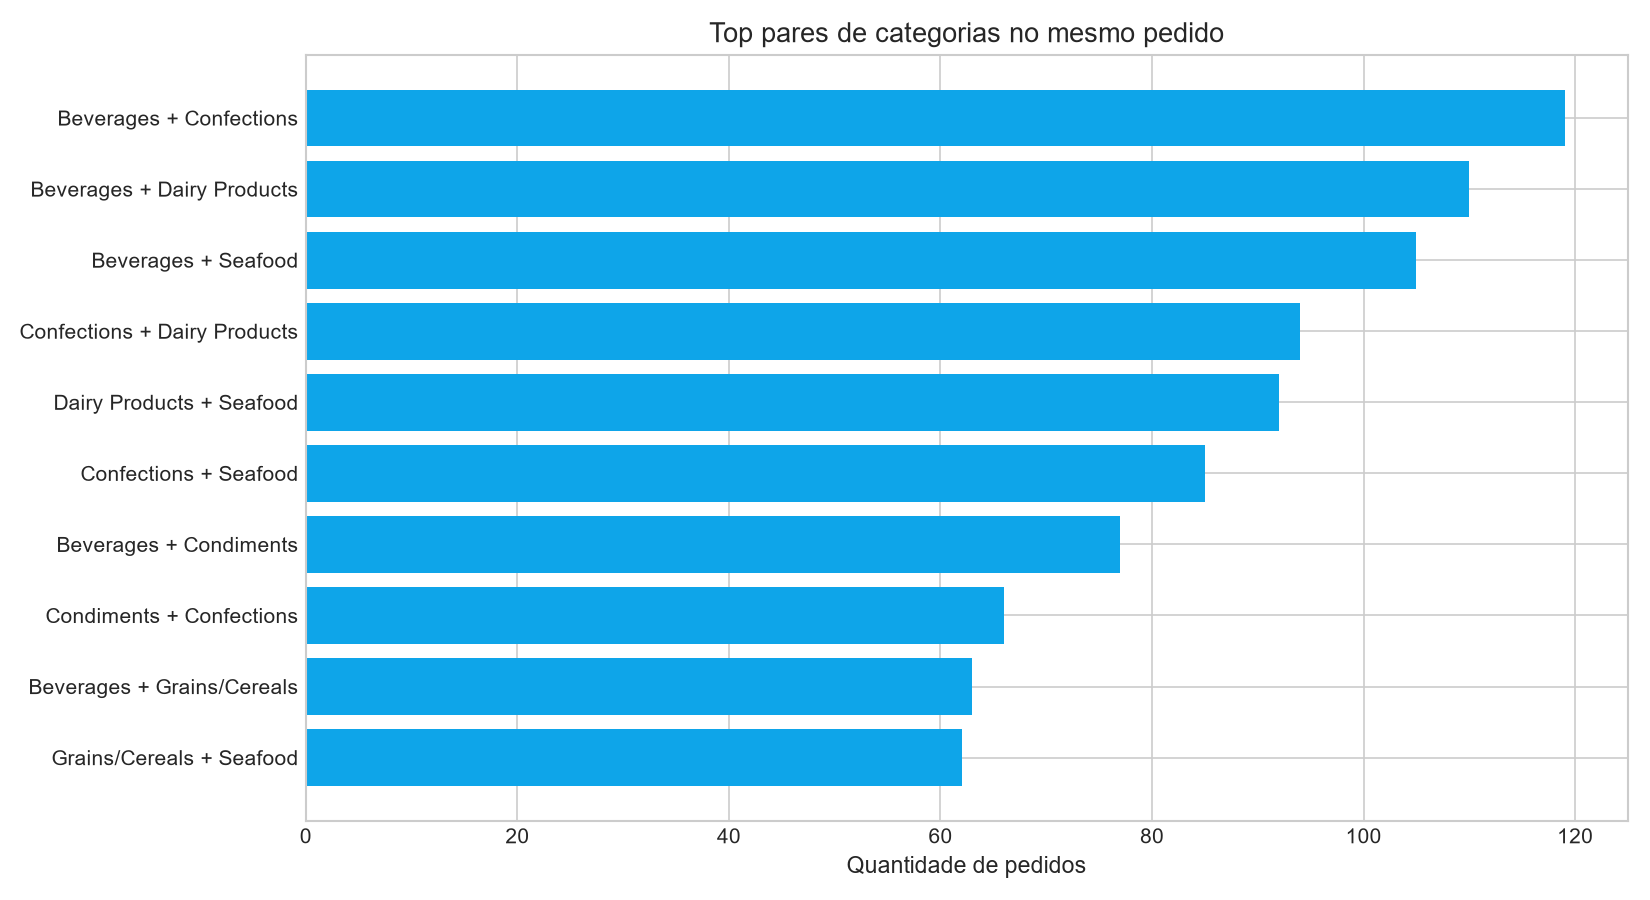 Top pares de categorias no mesmo pedido
Beverages + Confections
Beverages + Dairy Products
Beverages + Seafood
Confections + Dairy Products
Dairy Products + Seafood
Confections + Seafood
Beverages + Condiments
Condiments + Confections
Beverages + Grains/Cereals
Grains/Cereals + Seafood
0 20 40 60 80 100 120
Quantidade de pedidos